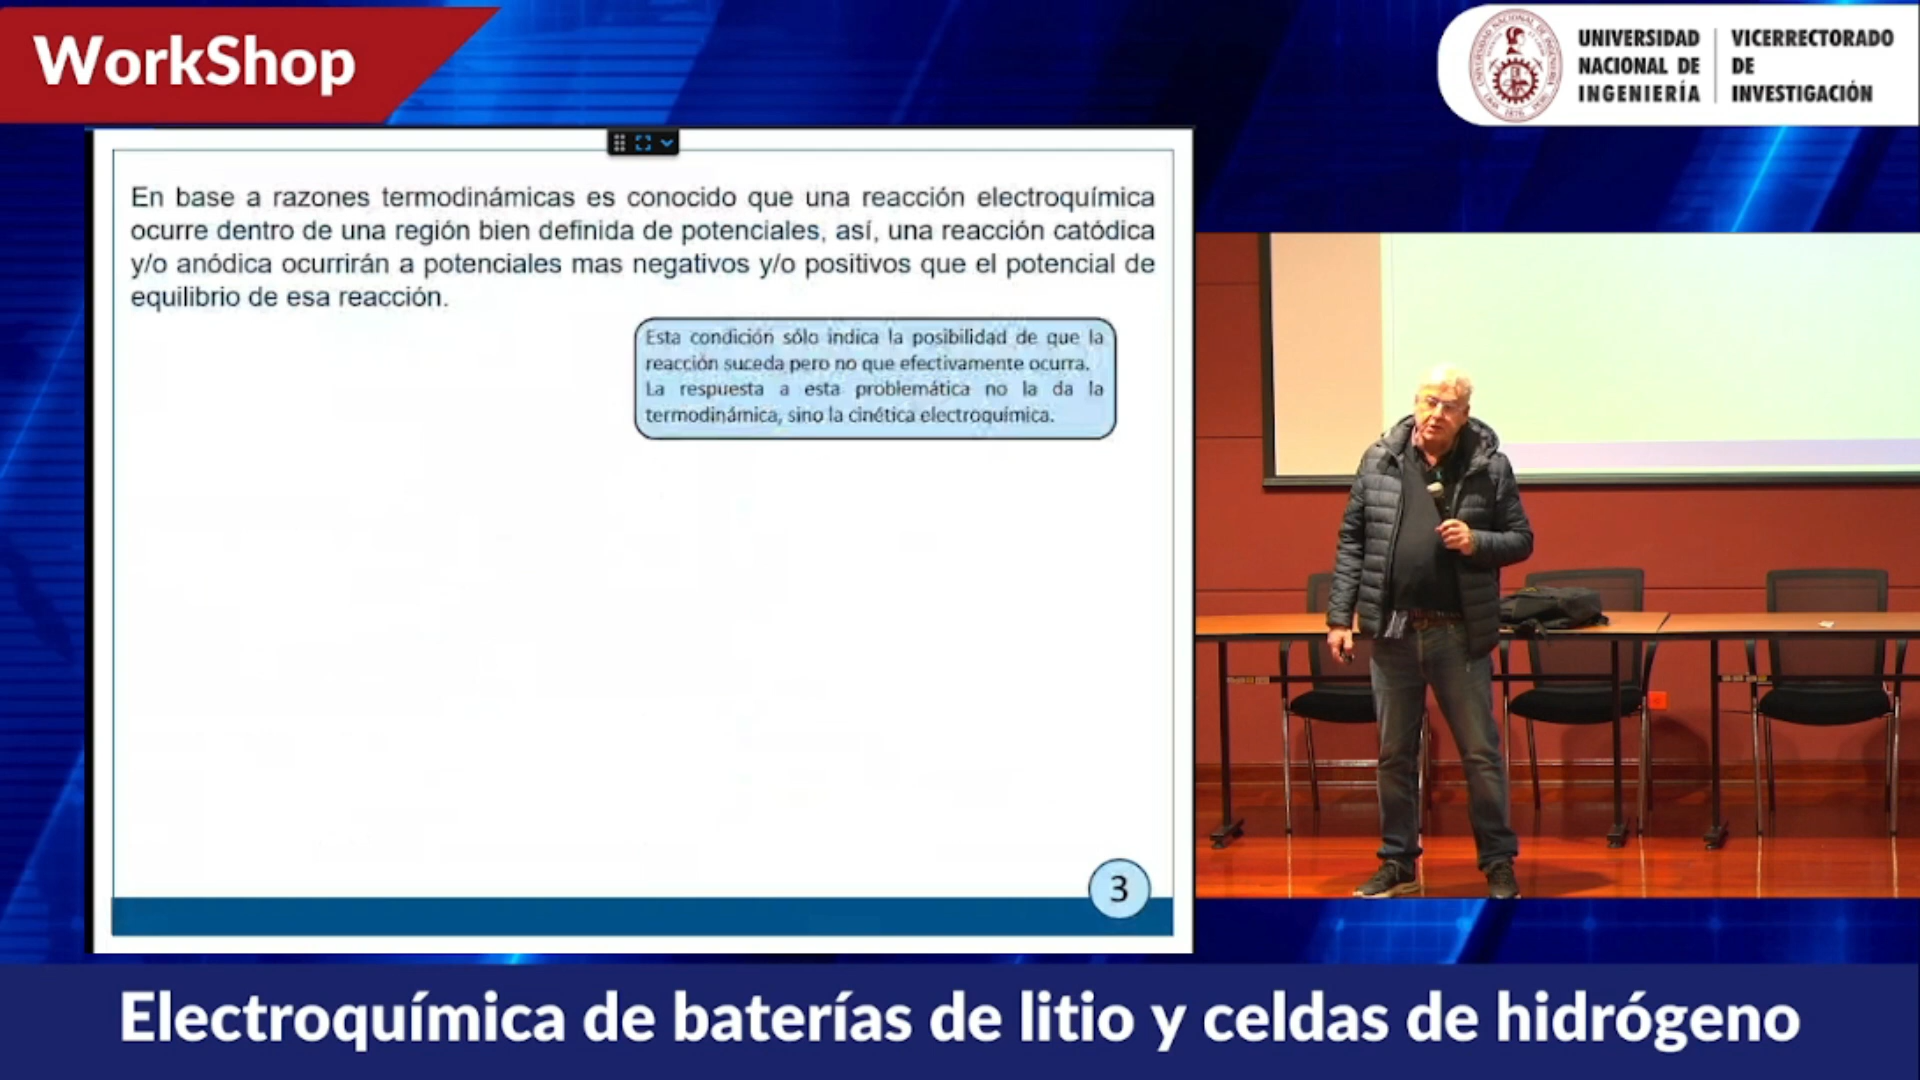 WorkShop
UNIVERSIDAD
NACIONAL DE
INGENIERÍA
VICERRECTORADO
DE
INVESTIGACIÓN
En base a razones termodinámicas es conocido que una reacción electroquímica
ocurre dentro de una región bien definida de potenciales, así, una reacción catódica
y/o anódica ocurrirán a potenciales mas negativos y/o positivos que el potencial de
equilibrio de esa reacción.
Esta condición sólo indica la posibilidad de que la
reacción suceda pero no que efectivamente ocurra.
La respuesta a esta problemática no la da la
termodinámica, sino la cinética electroquímica.
3
Electroquímica de baterías de litio y celdas de hidrógeno